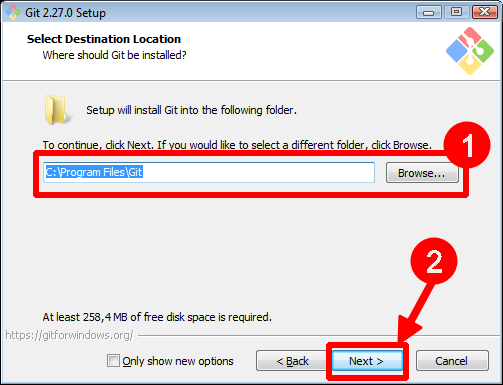 Git 2.27.0 Setup
Select Destination Location
Where should Git be installed?
Setup will install Git into the following folder.
To continue, click Next. If you would like to select a different folder, click Browse.
1
C:\Program Files\Git
Browse...
2
At least 258,4 MB of free disk space is required.
https://gitforwindows.org/
Only show new options
< Back
Next >
Cancel